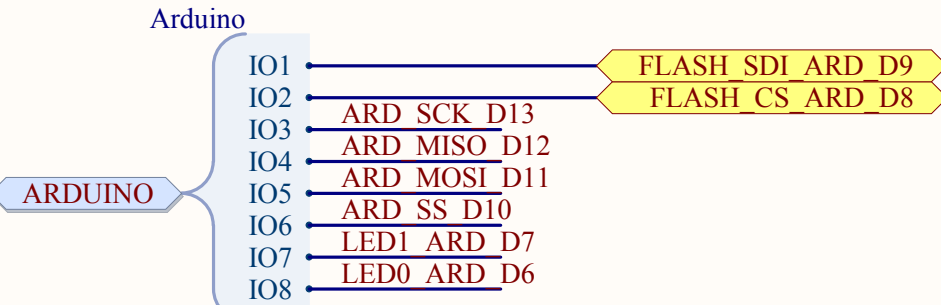 Arduino
IO1 FLASH_SDI_ARD_D9
IO2 FLASH_CS_ARD_D8
IO3 ARD_SCK_D13
IO4 ARD_MISO_D12
ARDUINO IO5 ARD_MOSI_D11
IO6 ARD_SS_D10
IO7 LED1_ARD_D7
IO8 LED0_ARD_D6